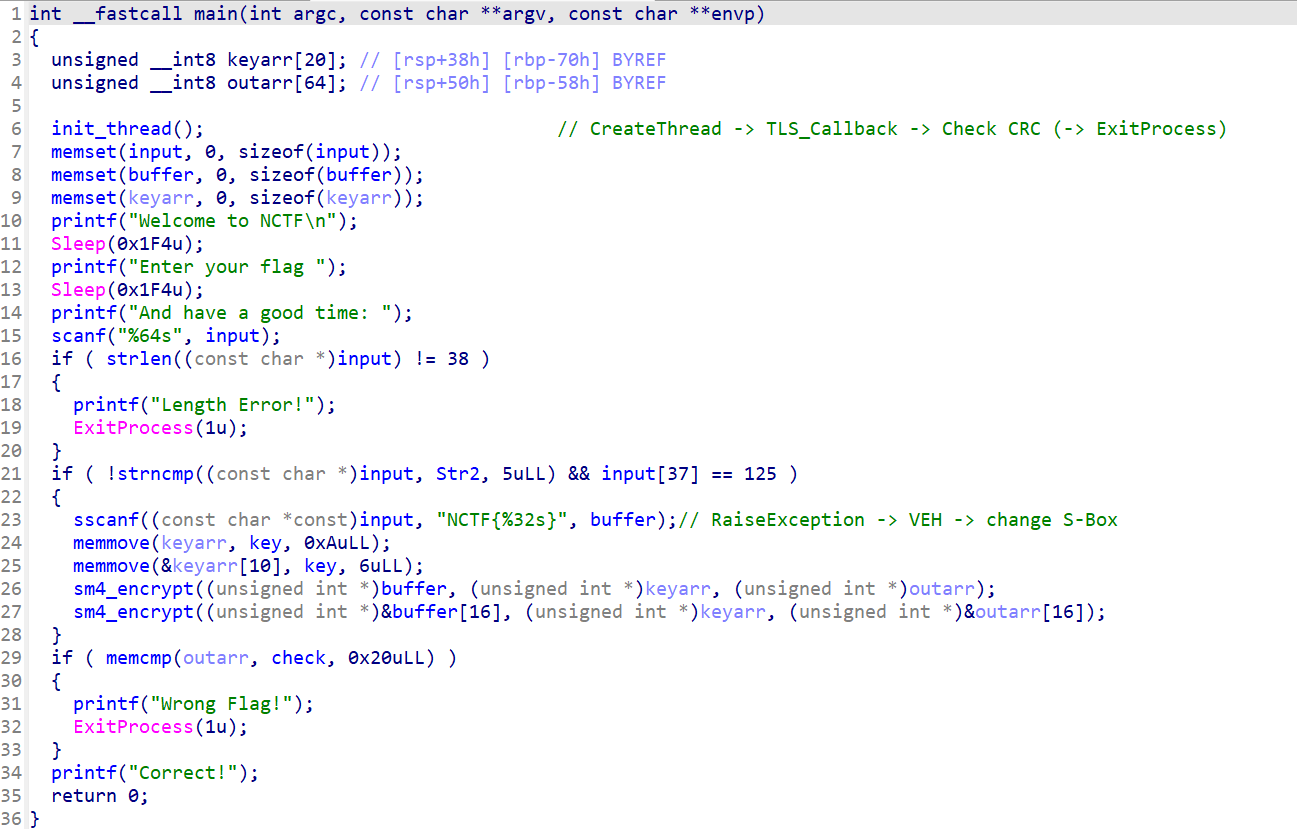 1 int __fastcall main(int argc, const char **argv, const char **envp)
2 {
3   unsigned __int8 keyarr[20]; // [rsp+38h] [rbp-70h] BYREF
4   unsigned __int8 outarr[64]; // [rsp+50h] [rbp-58h] BYREF
5
6   init_thread();                                // CreateThread -> TLS_Callback -> Check CRC (-> ExitProcess)
7   memset(input, 0, sizeof(input));
8   memset(buffer, 0, sizeof(buffer));
9   memset(keyarr, 0, sizeof(keyarr));
10   printf("Welcome to NCTF\n");
11   Sleep(0x1F4u);
12   printf("Enter your flag ");
13   Sleep(0x1F4u);
14   printf("And have a good time: ");
15   scanf("%64s", input);
16   if ( strlen((const char *)input) != 38 )
17   {
18     printf("Length Error!");
19     ExitProcess(1u);
20   }
21   if ( !strncmp((const char *)input, Str2, 5uLL) && input[37] == 125 )
22   {
23     sscanf((const char *const)input, "NCTF{%32s}", buffer);// RaiseException -> VEH -> change S-Box
24     memmove(keyarr, key, 0xAuLL);
25     memmove(&keyarr[10], key, 6uLL);
26     sm4_encrypt((unsigned int *)buffer, (unsigned int *)keyarr, (unsigned int *)outarr);
27     sm4_encrypt((unsigned int *)&buffer[16], (unsigned int *)keyarr, (unsigned int *)&outarr[16]);
28   }
29   if ( memcmp(outarr, check, 0x20uLL) )
30   {
31     printf("Wrong Flag!");
32     ExitProcess(1u);
33   }
34   printf("Correct!");
35   return 0;
36 }